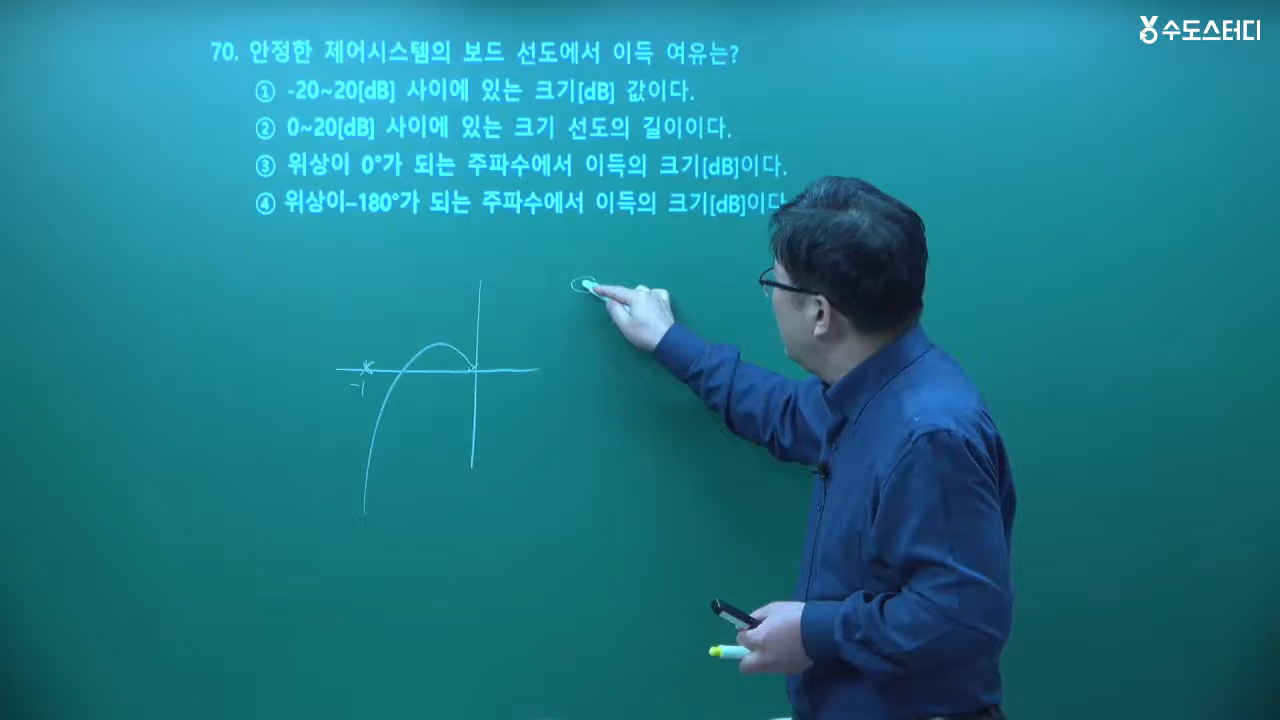 수도스터디
70. 안정한 제어시스템의 보드 선도에서 이득 여유는?
① -20~20[dB] 사이에 있는 크기[dB] 값이다.
② 0~20[dB] 사이에 있는 크기 선도의 길이이다.
③ 위상이 0°가 되는 주파수에서 이득의 크기[dB]이다.
④ 위상이-180°가 되는 주파수에서 이득의 크기[dB]이다
-1